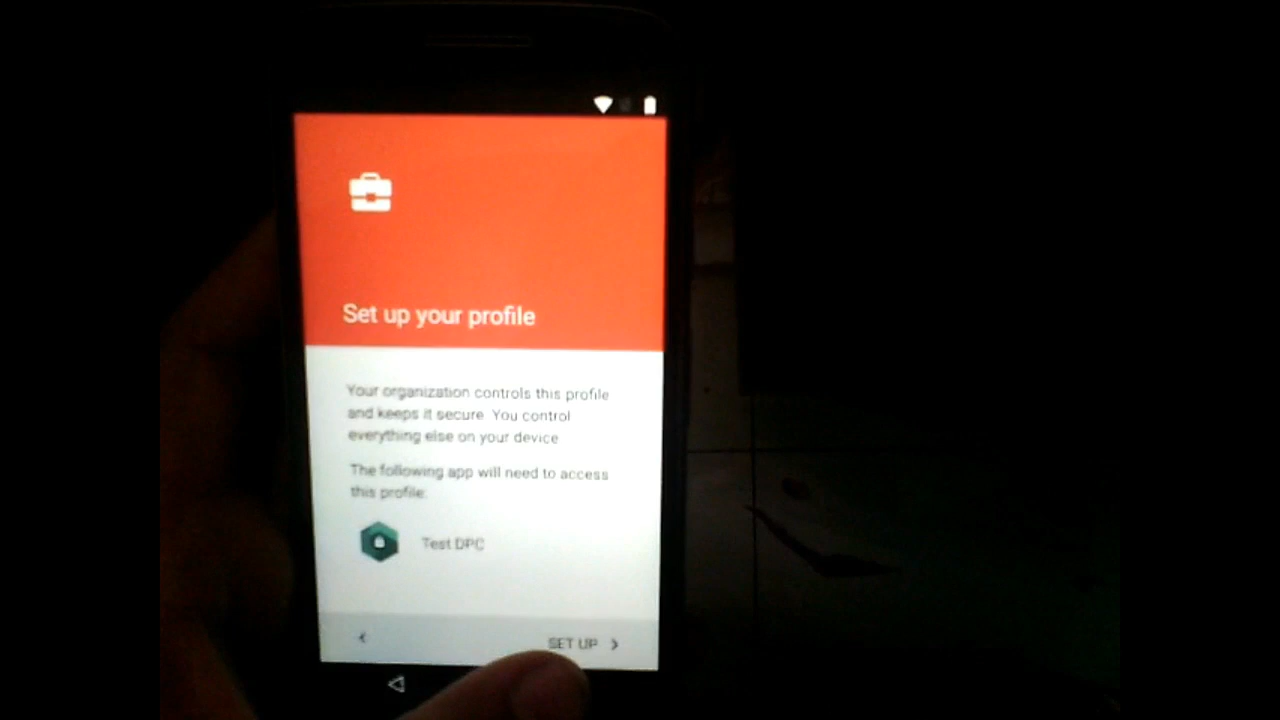 Set up your profile
Your organization controls this profile
and keeps it secure. You control
everything else on your device
The following app will need to access
this profile:
Test DPC
SET UP